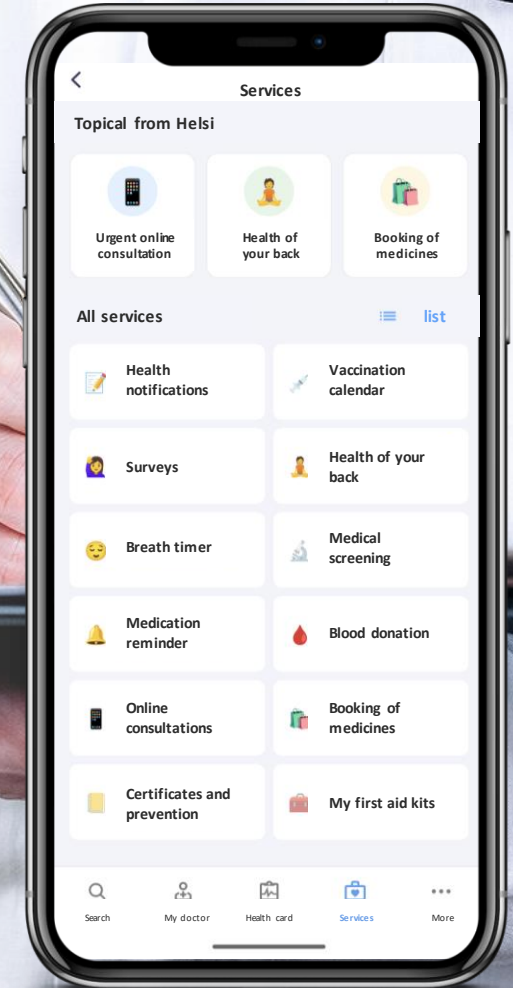 Services
Topical from Helsi
Urgent online
consultation
Health of
your back
Booking of
medicines
All services
list
Health
notifications
Vaccination
calendar
Surveys
Health of your
back
Breath timer
Medical
screening
Medication
reminder
Blood donation
Online
consultations
Booking of
medicines
Certificates and
prevention
My first aid kits
Search
My doctor
Health card
Services
More